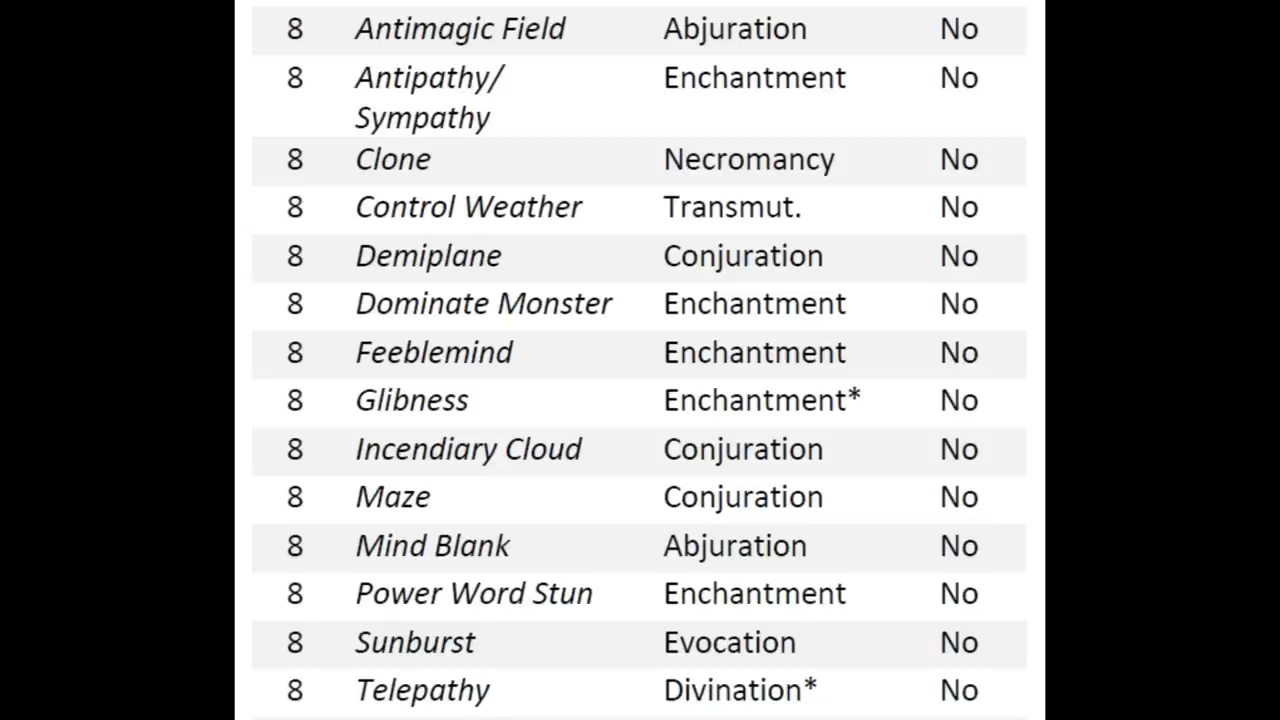 8 Antimagic Field Abjuration No
8 Antipathy/ Enchantment No
Sympathy
8 Clone Necromancy No
8 Control Weather Transmut. No
8 Demiplane Conjuration No
8 Dominate Monster Enchantment No
8 Feeblemind Enchantment No
8 Glibness Enchantment* No
8 Incendiary Cloud Conjuration No
8 Maze Conjuration No
8 Mind Blank Abjuration No
8 Power Word Stun Enchantment No
8 Sunburst Evocation No
8 Telepathy Divination* No